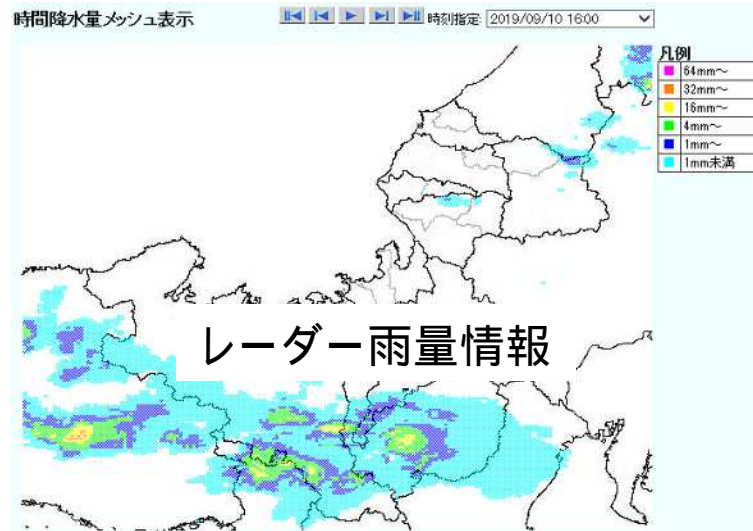 時間降水量メッシュ表示
時刻指定: 2019/09/10 16:00
凡例
64mm～
32mm～
16mm～
4mm～
1mm～
1mm未満
レーダー雨量情報